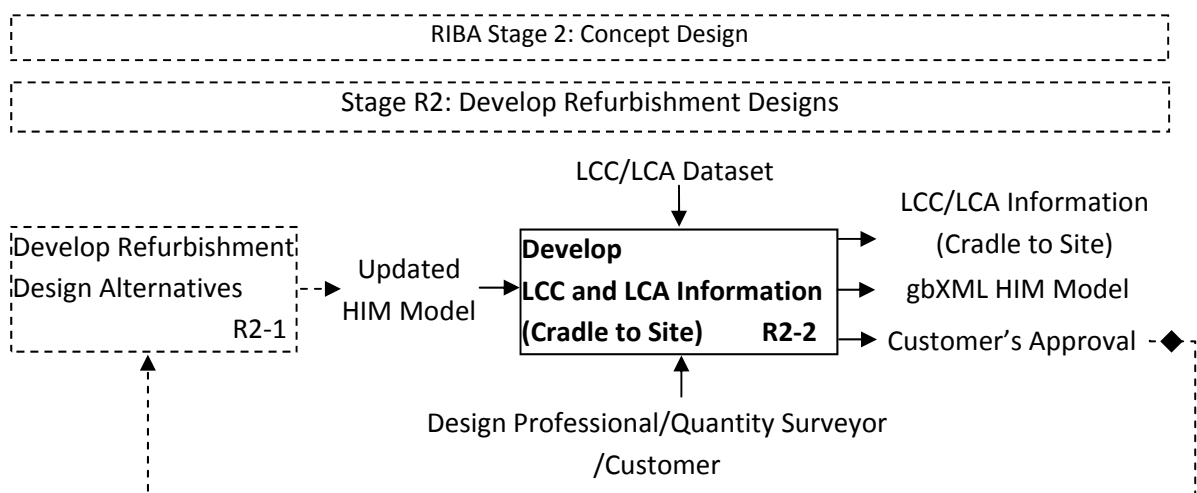 RIBA Stage 2: Concept Design
Stage R2: Develop Refurbishment Designs
LCC/LCA Dataset
Develop Refurbishment
Design Alternatives
R2-1
Updated
HIM Model
Develop
LCC and LCA Information
(Cradle to Site) R2-2
LCC/LCA Information
(Cradle to Site)
gbXML HIM Model
Customer’s Approval
Design Professional/Quantity Surveyor
/Customer